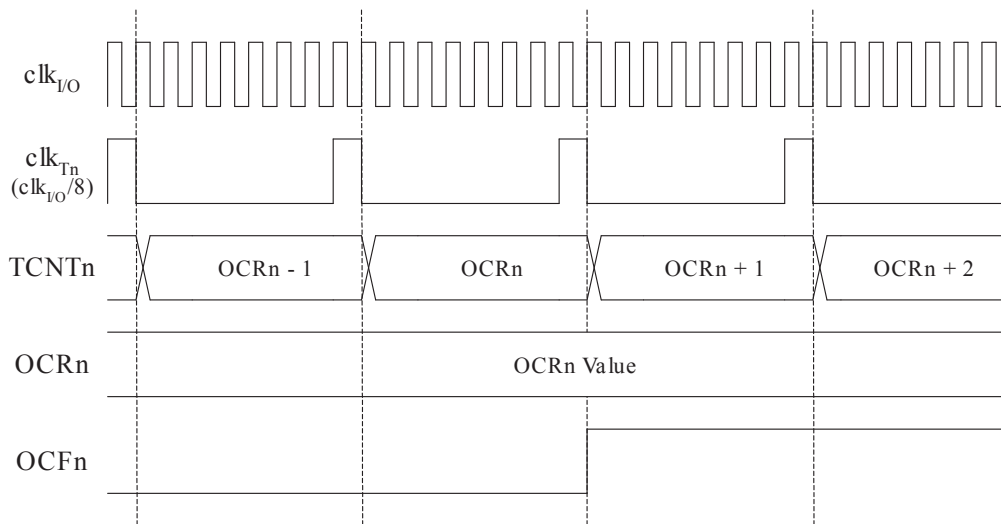 clkI/O
clkTn
(clkI/O/8)
TCNTn
OCRn - 1
OCRn
OCRn + 1
OCRn + 2
OCRn
OCRn Value
OCFn